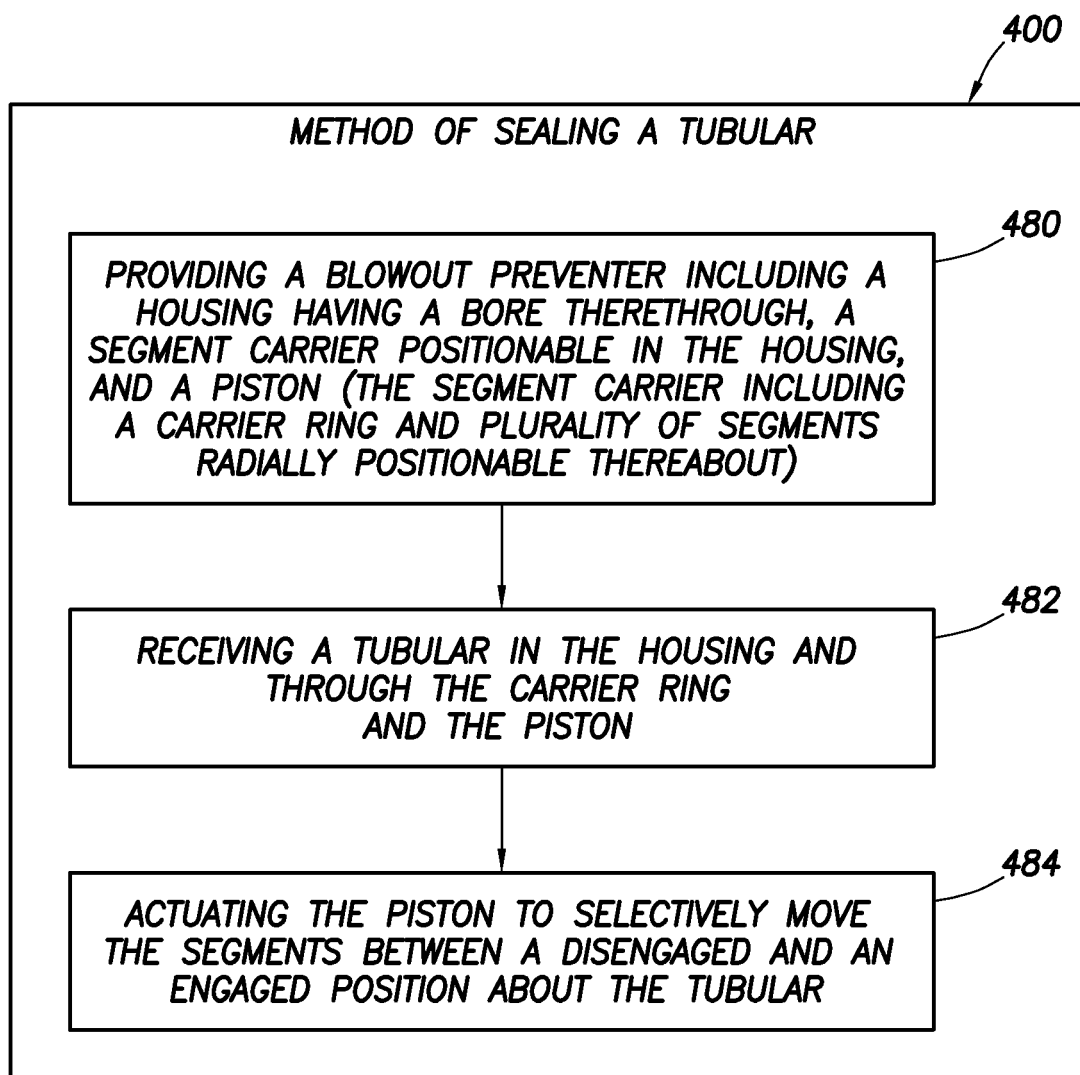 400
METHOD OF SEALING A TUBULAR
480
PROVIDING A BLOWOUT PREVENTER INCLUDING A
HOUSING HAVING A BORE THERETHROUGH, A
SEGMENT CARRIER POSITIONABLE IN THE HOUSING,
AND A PISTON (THE SEGMENT CARRIER INCLUDING
A CARRIER RING AND PLURALITY OF SEGMENTS
RADIALLY POSITIONABLE THEREABOUT)
482
RECEIVING A TUBULAR IN THE HOUSING AND
THROUGH THE CARRIER RING
AND THE PISTON
484
ACTUATING THE PISTON TO SELECTIVELY MOVE
THE SEGMENTS BETWEEN A DISENGAGED AND AN
ENGAGED POSITION ABOUT THE TUBULAR